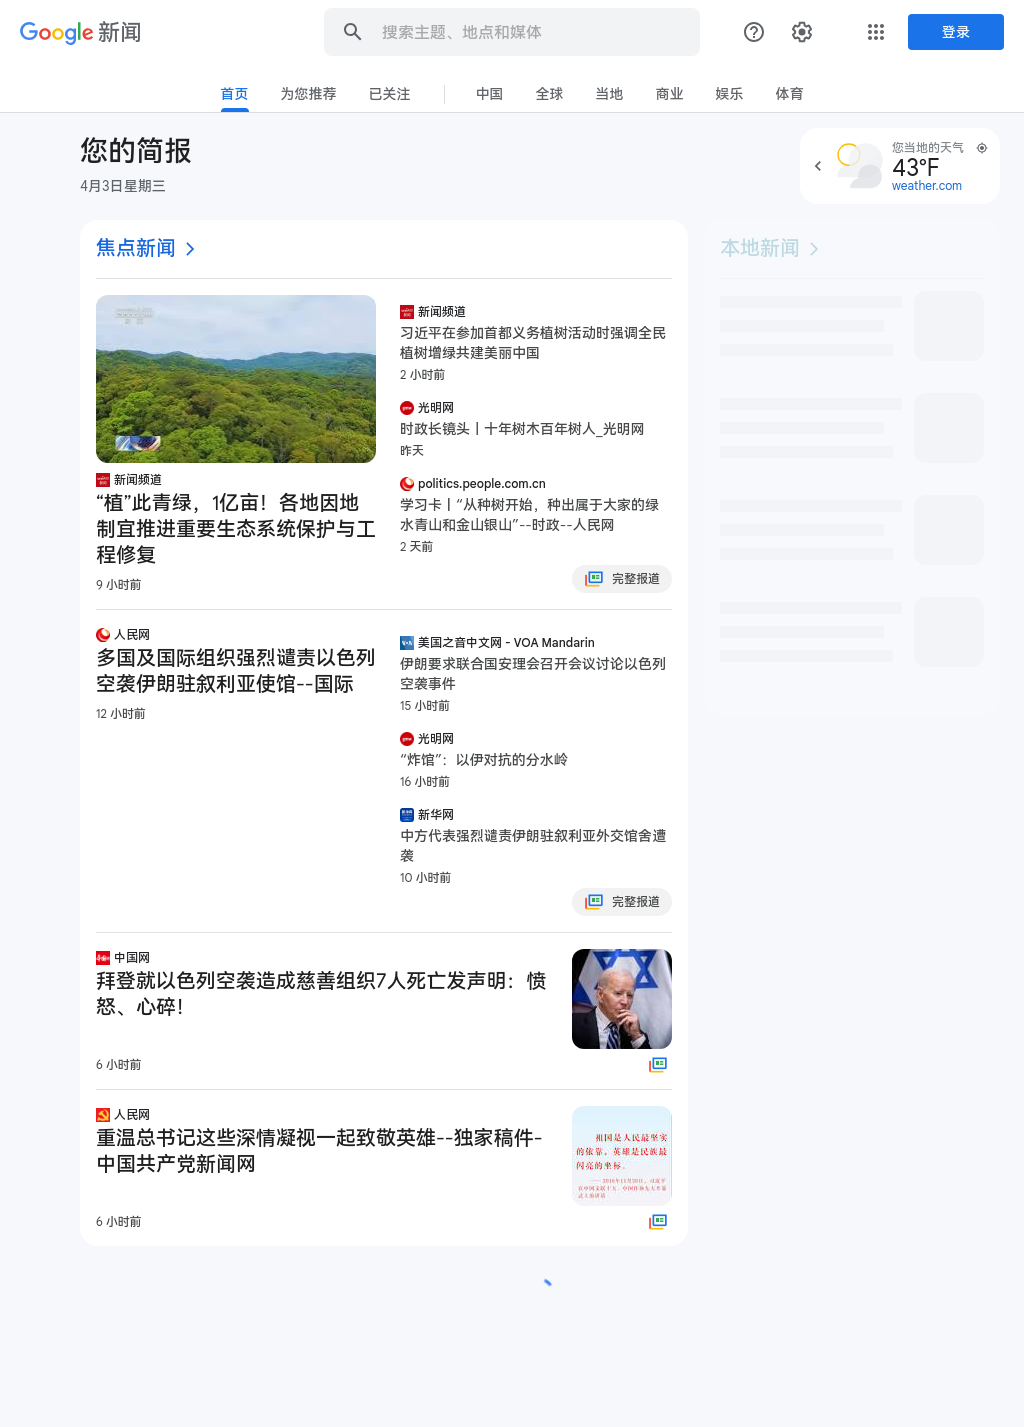 Google 新闻
搜索主题、地点和媒体
登录
首页
为您推荐
已关注
中国
全球
当地
商业
娱乐
体育
您的简报
4月3日星期三
您当地的天气
43°F
weather.com
焦点新闻
新闻频道
“植”此青绿，1亿亩！各地因地
制宜推进重要生态系统保护与工
程修复
9 小时前
新闻频道
习近平在参加首都义务植树活动时强调全民
植树增绿共建美丽中国
2 小时前
光明网
时政长镜头丨十年树木百年树人_光明网
昨天
politics.people.com.cn
学习卡丨“从种树开始，种出属于大家的绿
水青山和金山银山”--时政--人民网
2 天前
完整报道
人民网
多国及国际组织强烈谴责以色列
空袭伊朗驻叙利亚使馆--国际
12 小时前
美国之音中文网 - VOA Mandarin
伊朗要求联合国安理会召开会议讨论以色列
空袭事件
15 小时前
光明网
“炸馆”：以伊对抗的分水岭
16 小时前
新华网
中方代表强烈谴责伊朗驻叙利亚外交馆舍遭
袭
10 小时前
完整报道
中国网
拜登就以色列空袭造成慈善组织7人死亡发声明：愤
怒、心碎！
6 小时前
人民网
重温总书记这些深情凝视一起致敬英雄--独家稿件-
中国共产党新闻网
6 小时前
祖国是人民最坚实
的依靠，英雄是民族最
闪亮的坐标。
本地新闻